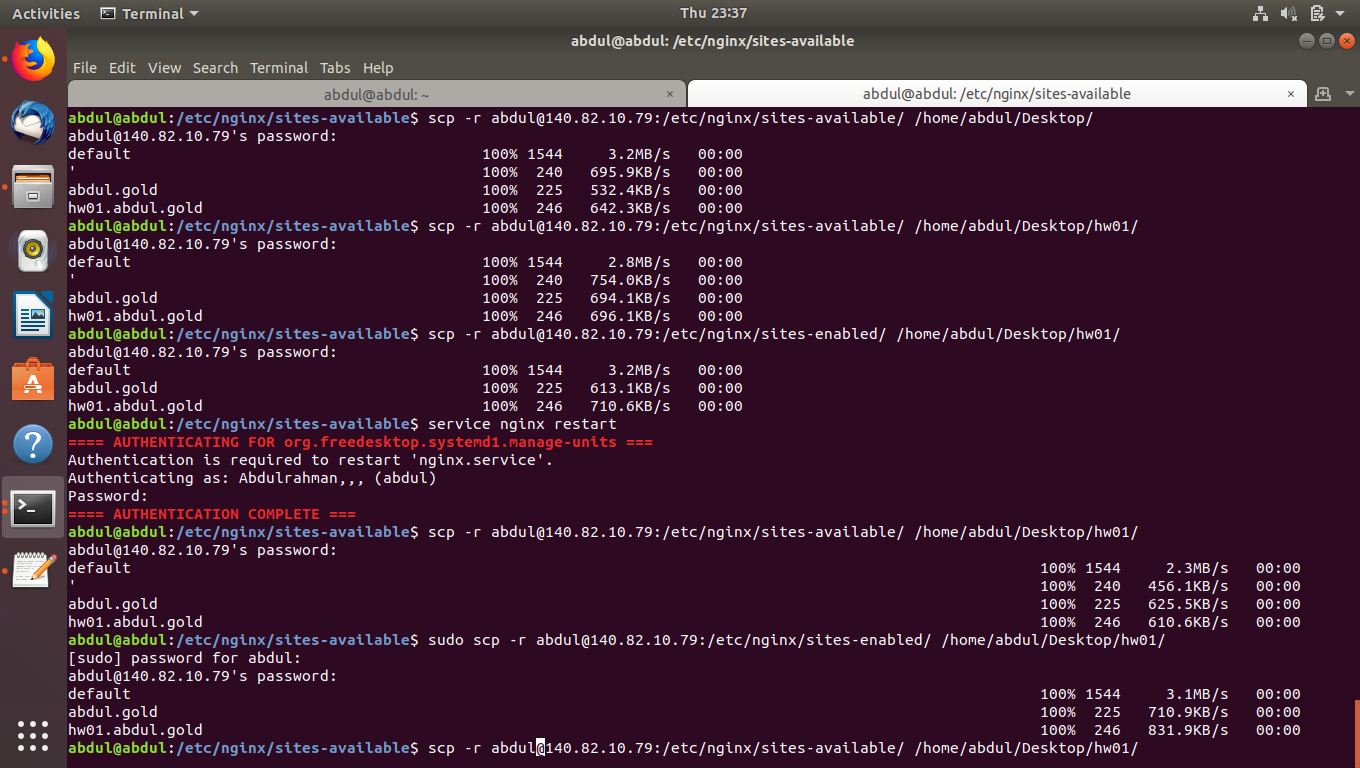 Activities Terminal Thu 23:37
abdul@abdul: /etc/nginx/sites-available
File Edit View Search Terminal Tabs Help
abdul@abdul: ~ × abdul@abdul: /etc/nginx/sites-available ×
abdul@abdul:/etc/nginx/sites-available$ scp -r abdul@140.82.10.79:/etc/nginx/sites-available/ /home/abdul/Desktop/
abdul@140.82.10.79's password:
default 100% 1544 3.2MB/s 00:00
' 100% 240 695.9KB/s 00:00
abdul.gold 100% 225 532.4KB/s 00:00
hw01.abdul.gold 100% 246 642.3KB/s 00:00
abdul@abdul:/etc/nginx/sites-available$ scp -r abdul@140.82.10.79:/etc/nginx/sites-available/ /home/abdul/Desktop/hw01/
abdul@140.82.10.79's password:
default 100% 1544 2.8MB/s 00:00
' 100% 240 754.0KB/s 00:00
abdul.gold 100% 225 694.1KB/s 00:00
hw01.abdul.gold 100% 246 696.1KB/s 00:00
abdul@abdul:/etc/nginx/sites-available$ scp -r abdul@140.82.10.79:/etc/nginx/sites-enabled/ /home/abdul/Desktop/hw01/
abdul@140.82.10.79's password:
default 100% 1544 3.2MB/s 00:00
abdul.gold 100% 225 613.1KB/s 00:00
hw01.abdul.gold 100% 246 710.6KB/s 00:00
abdul@abdul:/etc/nginx/sites-available$ service nginx restart
==== AUTHENTICATING FOR org.freedesktop.systemd1.manage-units ===
Authentication is required to restart 'nginx.service'.
Authenticating as: Abdulrahman,,, (abdul)
Password:
==== AUTHENTICATION COMPLETE ===
abdul@abdul:/etc/nginx/sites-available$ scp -r abdul@140.82.10.79:/etc/nginx/sites-available/ /home/abdul/Desktop/hw01/
abdul@140.82.10.79's password:
default 100% 1544 2.3MB/s 00:00
' 100% 240 456.1KB/s 00:00
abdul.gold 100% 225 625.5KB/s 00:00
hw01.abdul.gold 100% 246 610.6KB/s 00:00
abdul@abdul:/etc/nginx/sites-available$ sudo scp -r abdul@140.82.10.79:/etc/nginx/sites-enabled/ /home/abdul/Desktop/hw01/
[sudo] password for abdul:
abdul@140.82.10.79's password:
default 100% 1544 3.1MB/s 00:00
abdul.gold 100% 225 710.9KB/s 00:00
hw01.abdul.gold 100% 246 831.9KB/s 00:00
abdul@abdul:/etc/nginx/sites-available$ scp -r abdul@140.82.10.79:/etc/nginx/sites-available/ /home/abdul/Desktop/hw01/